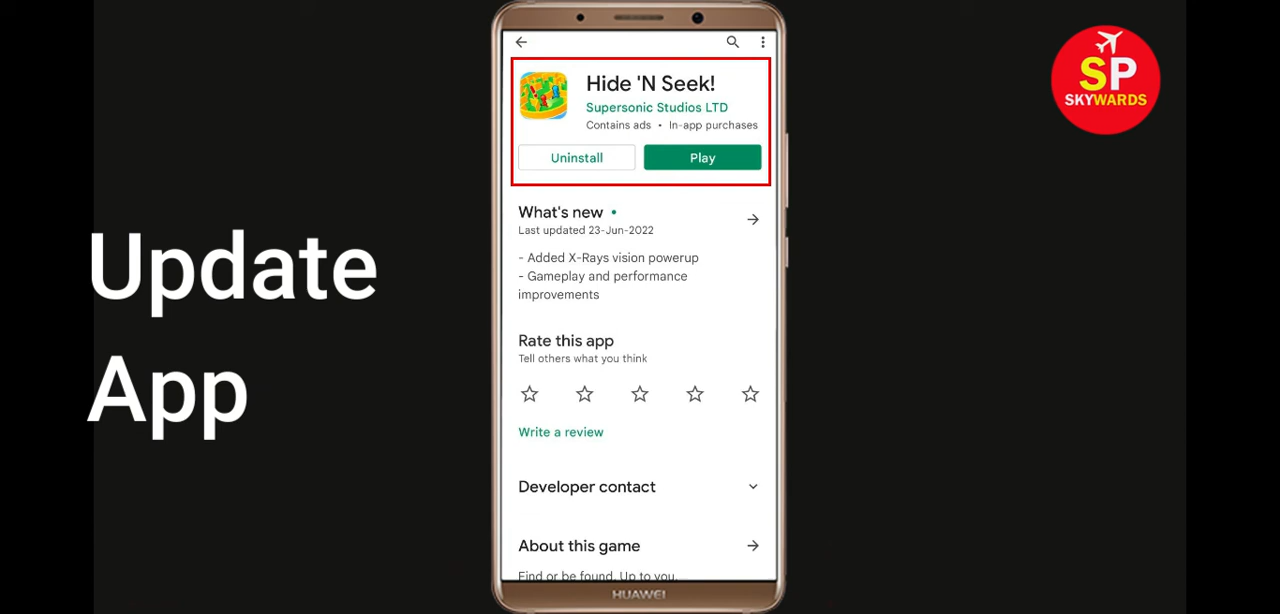 Update
App
Hide 'N Seek!
Supersonic Studios LTD
Contains ads • In-app purchases
Uninstall
Play
What's new •
Last updated 23-Jun-2022
- Added X-Rays vision powerup
- Gameplay and performance
improvements
Rate this app
Tell others what you think
Write a review
Developer contact
About this game
Find or be found. Up to you.
HUAWEI
SP
SKYWARDS